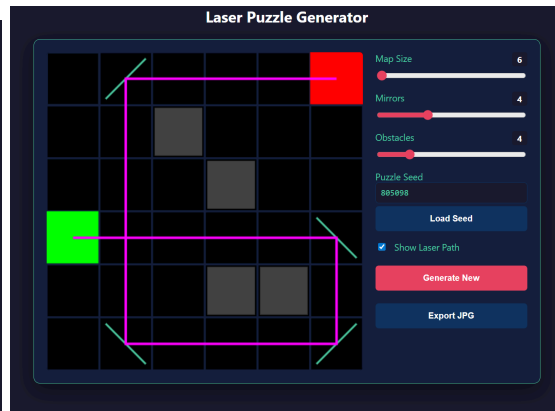 Laser Puzzle Generator
Map Size 6
Mirrors 4
Obstacles 4
Puzzle Seed
805098
Load Seed
Show Laser Path
Generate New
Export JPG